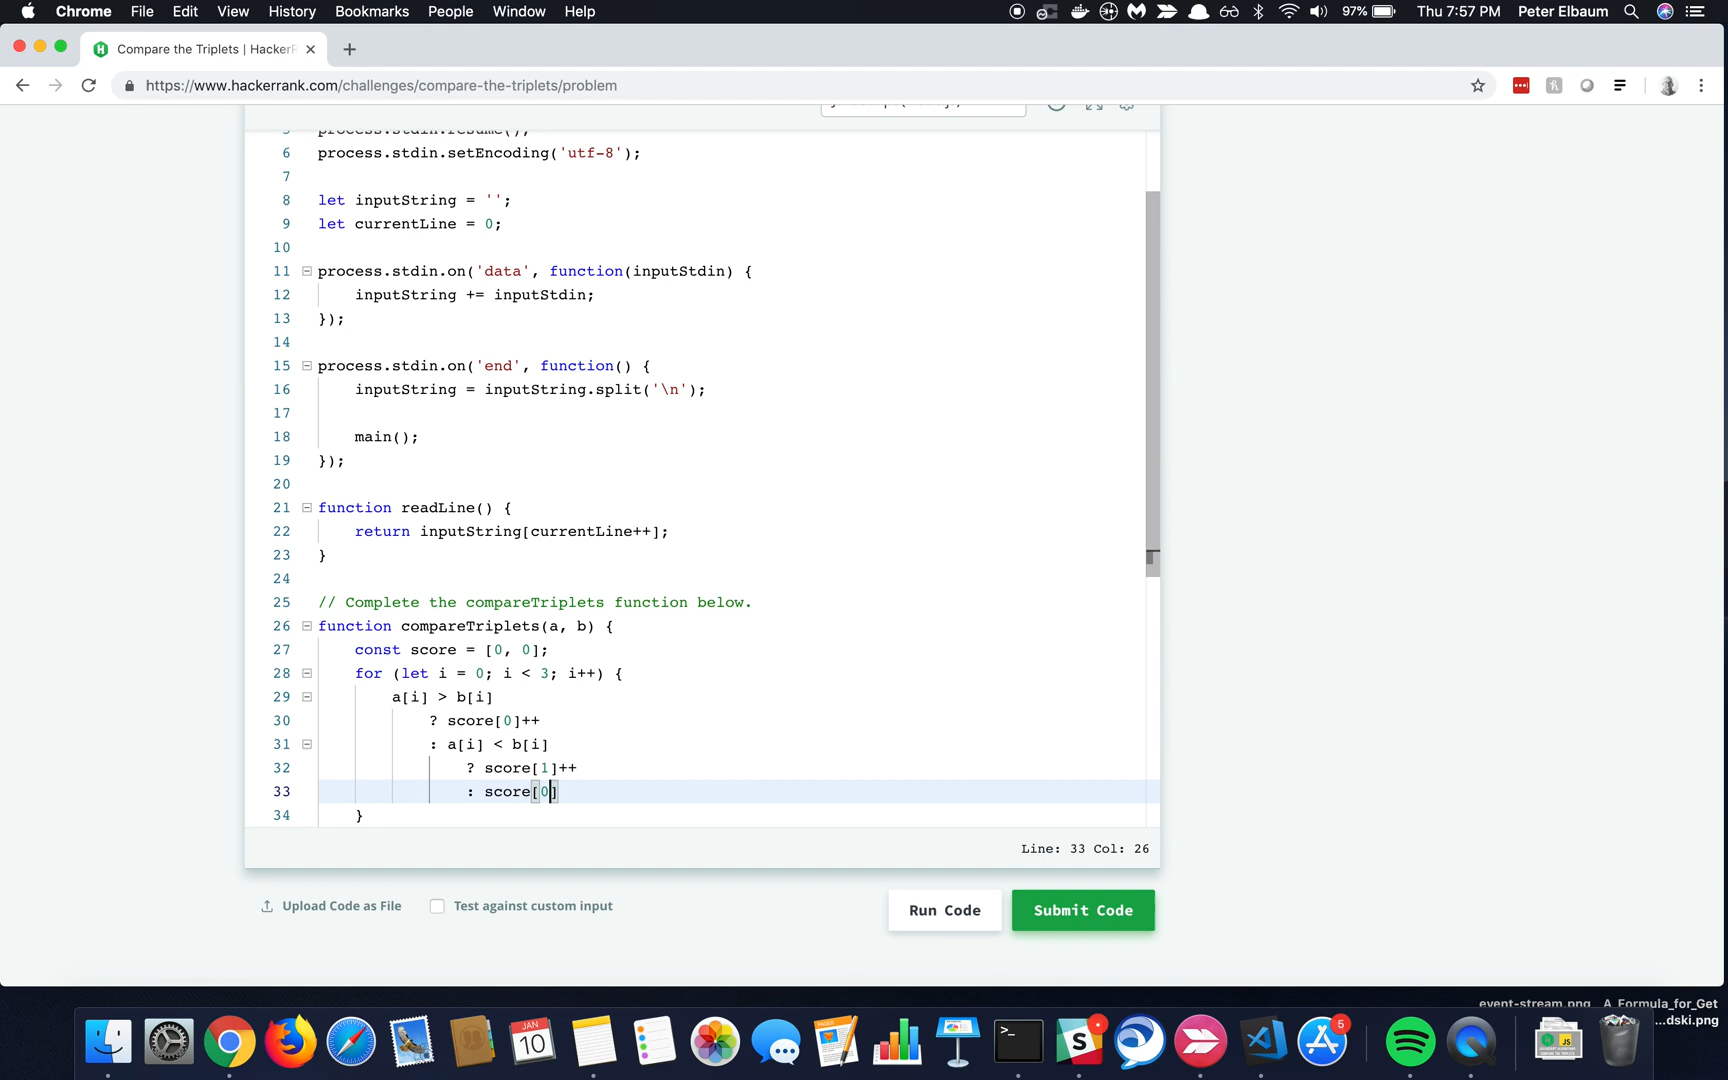 Chrome File Edit View History Bookmarks People Window Help 97% Thu 7:57 PM Peter Elbaum
Compare the Triplets | HackerR
https://www.hackerrank.com/challenges/compare-the-triplets/problem
5 process.stdin.resume();
6 process.stdin.setEncoding('utf-8');
7
8 let inputString = '';
9 let currentLine = 0;
10
11 process.stdin.on('data', function(inputStdin) {
12 inputString += inputStdin;
13 });
14
15 process.stdin.on('end', function() {
16 inputString = inputString.split('\n');
17
18 main();
19 });
20
21 function readLine() {
22 return inputString[currentLine++];
23 }
24
25 // Complete the compareTriplets function below.
26 function compareTriplets(a, b) {
27 const score = [0, 0];
28 for (let i = 0; i < 3; i++) {
29 a[i] > b[i]
30 ? score[0]++
31 : a[i] < b[i]
32 ? score[1]++
33 : score[0]
34 }
Line: 33 Col: 26
Upload Code as File Test against custom input Run Code Submit Code
event-stream.png A_Formula_for_Get
...dski.png
JAN
10
5
JS